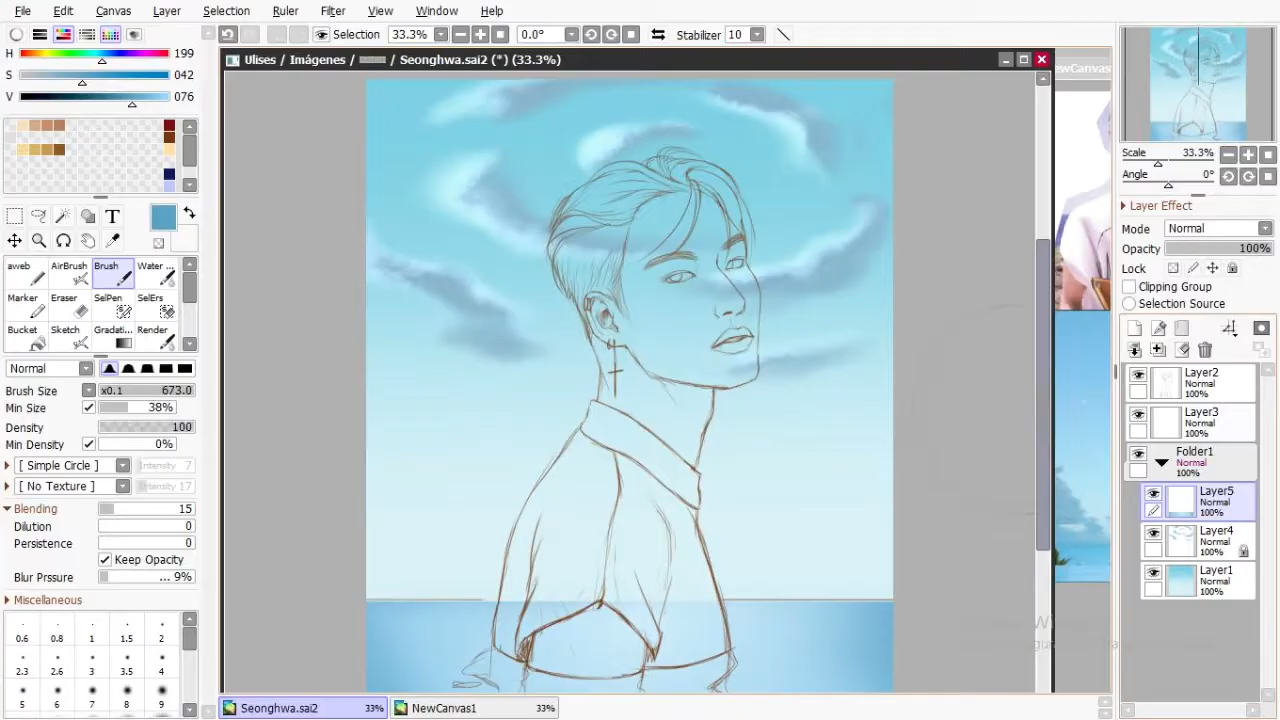 File Edit Canvas Layer Selection Ruler Filter View Window Help
Selection 33.3% 0.0° Stabilizer 10
H 199
S 042
V 076
T
aweb AirBrush Brush Water ...
Marker Eraser SelPen SelErs
Bucket Sketch Gradati... Render
Normal
Brush Size x0.1 673.0
Min Size 38%
Density 100
Min Density 0%
[ Simple Circle ] Intensity 7
[ No Texture ] Intensity 17
Blending 15
Dilution 0
Persistence 0
Keep Opacity
Blur Prssure ... 9%
Miscellaneous
0.6 0.8 1 1.5 2
2.3 2.6 3 3.5 4
5 6 7 8 9
Ulises / Imágenes / / Seonghwa.sai2 (*) (33.3%)
ewCanvas
Seonghwa.sai2 33%
NewCanvas1 33%
Scale 33.3%
Angle 0°
Layer Effect
Mode Normal
Opacity 100%
Lock
Clipping Group
Selection Source
Layer2
Normal
100%
Layer3
Normal
100%
Folder1
Normal
100%
Layer5
Normal
100%
Layer4
Normal
100%
Layer1
Normal
100%